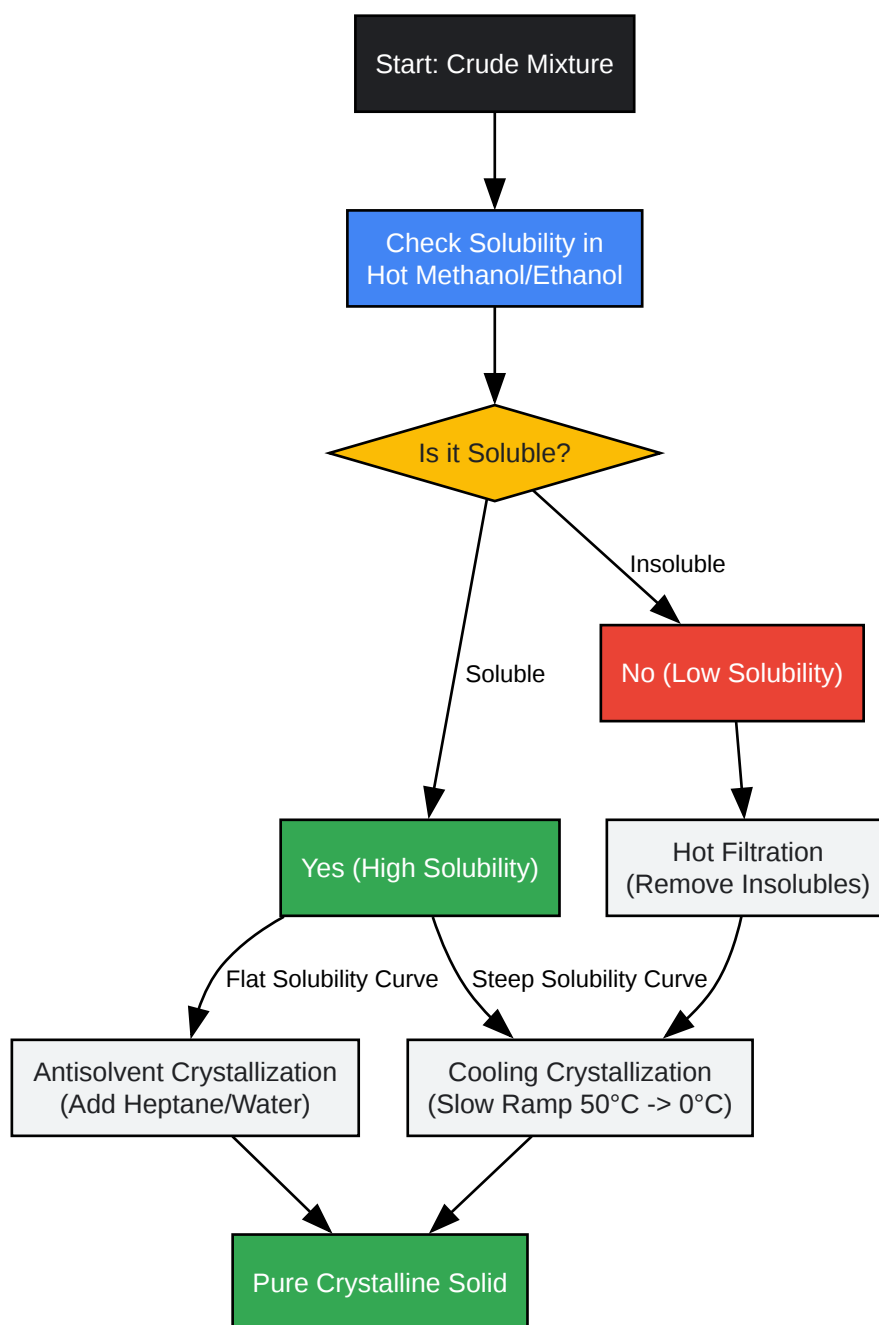 Start: Crude Mixture
Check Solubility in
Hot Methanol/Ethanol
Is it Soluble?
Insoluble
Soluble
No (Low Solubility)
Yes (High Solubility)
Hot Filtration
(Remove Insolubles)
Flat Solubility Curve
Steep Solubility Curve
Antisolvent Crystallization
(Add Heptane/Water)
Cooling Crystallization
(Slow Ramp 50°C -> 0°C)
Pure Crystalline Solid